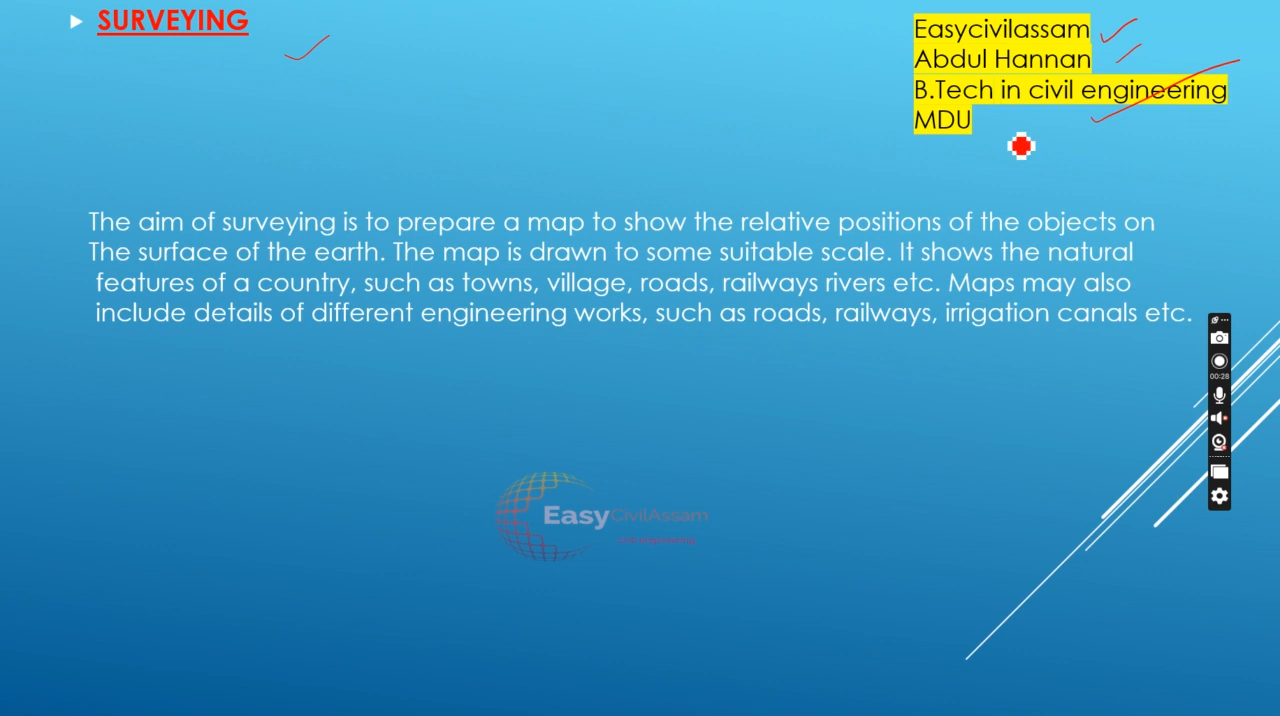 SURVEYING
Easycivilassam
Abdul Hannan
B.Tech in civil engineering
MDU
The aim of surveying is to prepare a map to show the relative positions of the objects on
The surface of the earth. The map is drawn to some suitable scale. It shows the natural
features of a country, such as towns, village, roads, railways rivers etc. Maps may also
include details of different engineering works, such as roads, railways, irrigation canals etc.
00:28
EasyCivilAssam